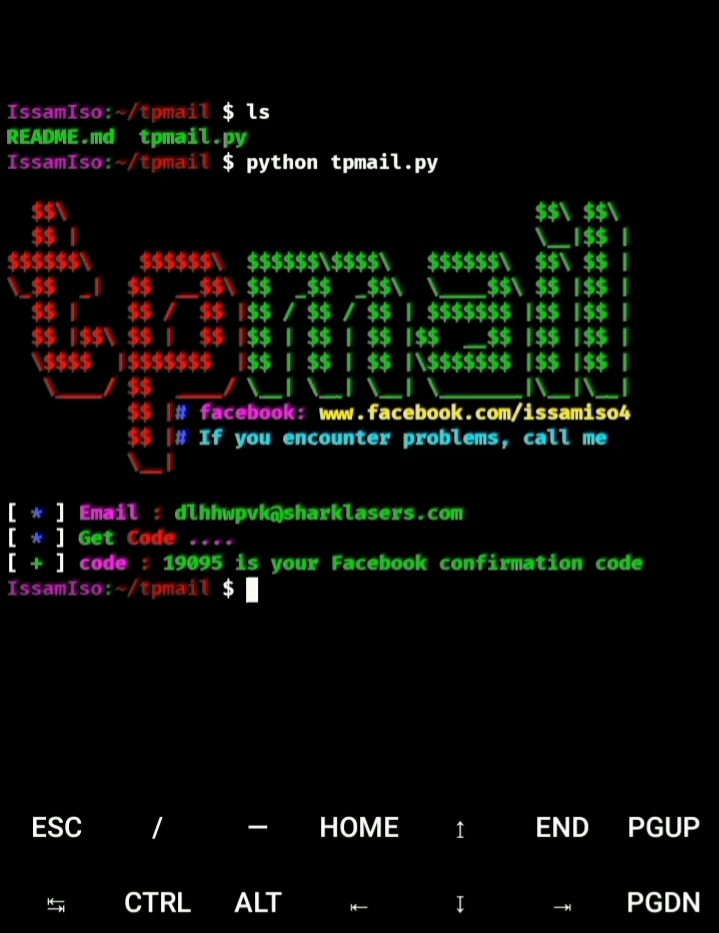 IssamIso:~/tpmail $ ls
README.md  tpmail.py
IssamIso:~/tpmail $ python tpmail.py
tpmail
# facebook: www.facebook.com/issamiso4
# If you encounter problems, call me
[ * ] Email : dlhhwpvk@sharklasers.com
[ * ] Get Code ....
[ + ] code : 19095 is your Facebook confirmation code
IssamIso:~/tpmail $
ESC / — HOME ↑ END PGUP
↹ CTRL ALT ← ↓ → PGDN